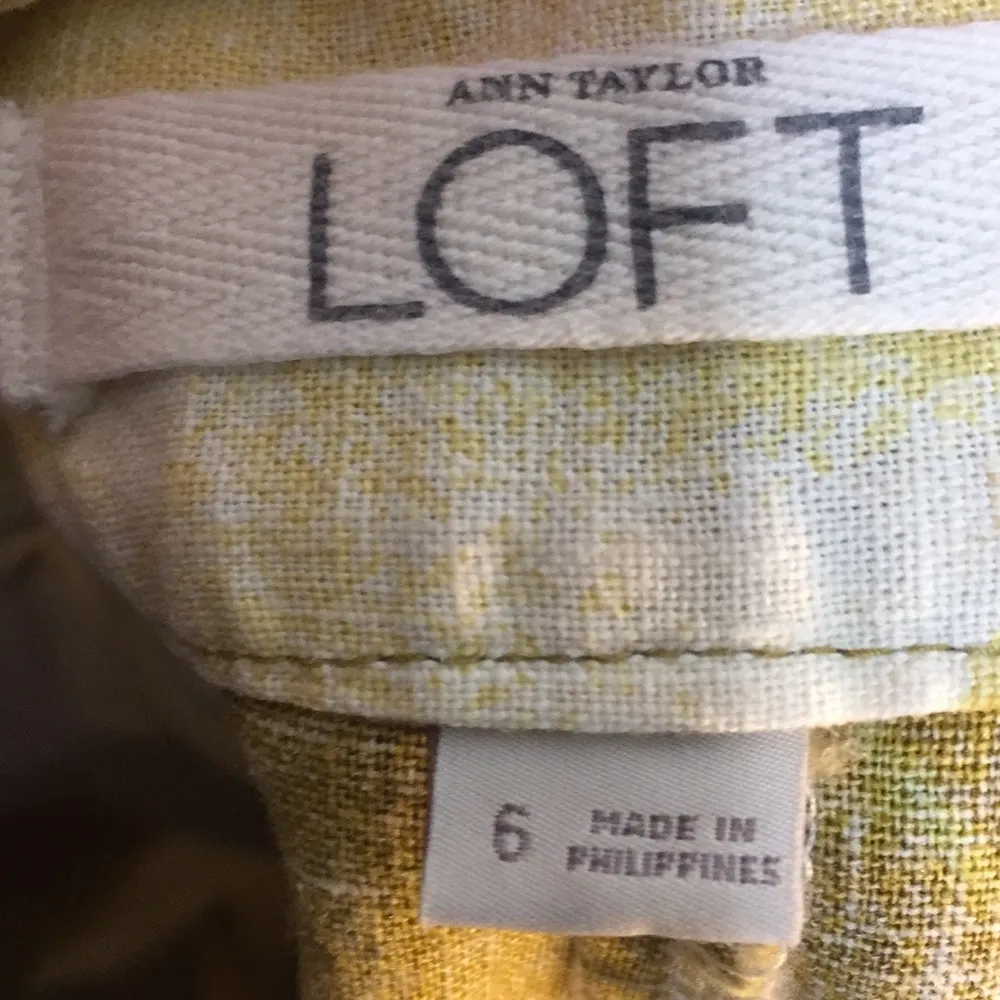 ANN TAYLOR
LOFT
6 MADE IN
PHILIPPINES